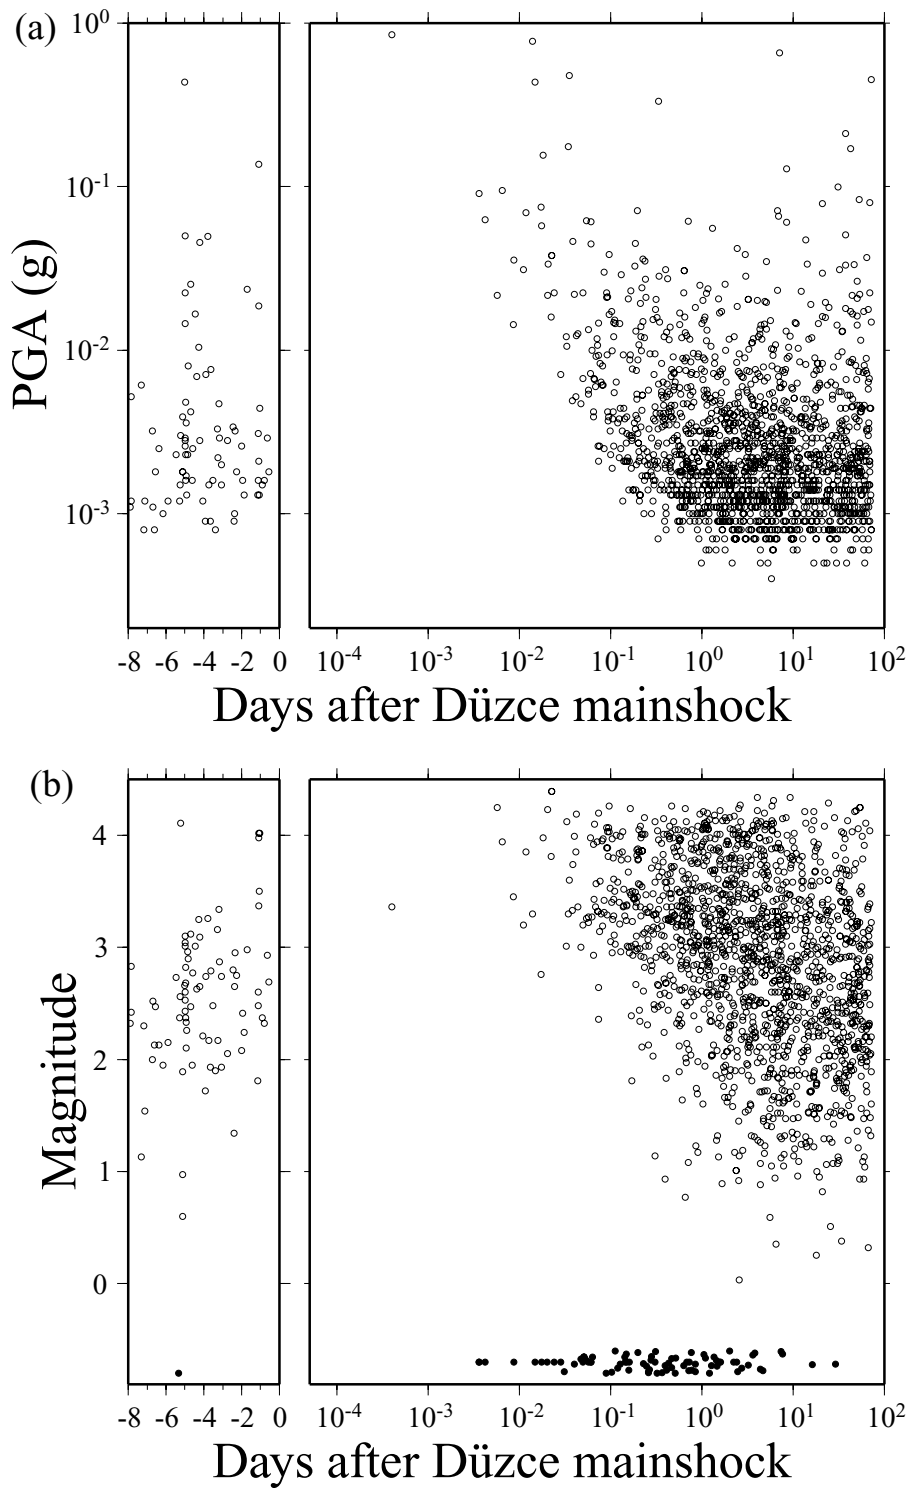 (a)
PGA (g)
10⁰
10⁻¹
10⁻²
10⁻³
-8 -6 -4 -2 0
10⁻⁴ 10⁻³ 10⁻² 10⁻¹ 10⁰ 10¹ 10²
Days after Düzce mainshock
(b)
Magnitude
4
3
2
1
0
-8 -6 -4 -2 0
10⁻⁴ 10⁻³ 10⁻² 10⁻¹ 10⁰ 10¹ 10²
Days after Düzce mainshock